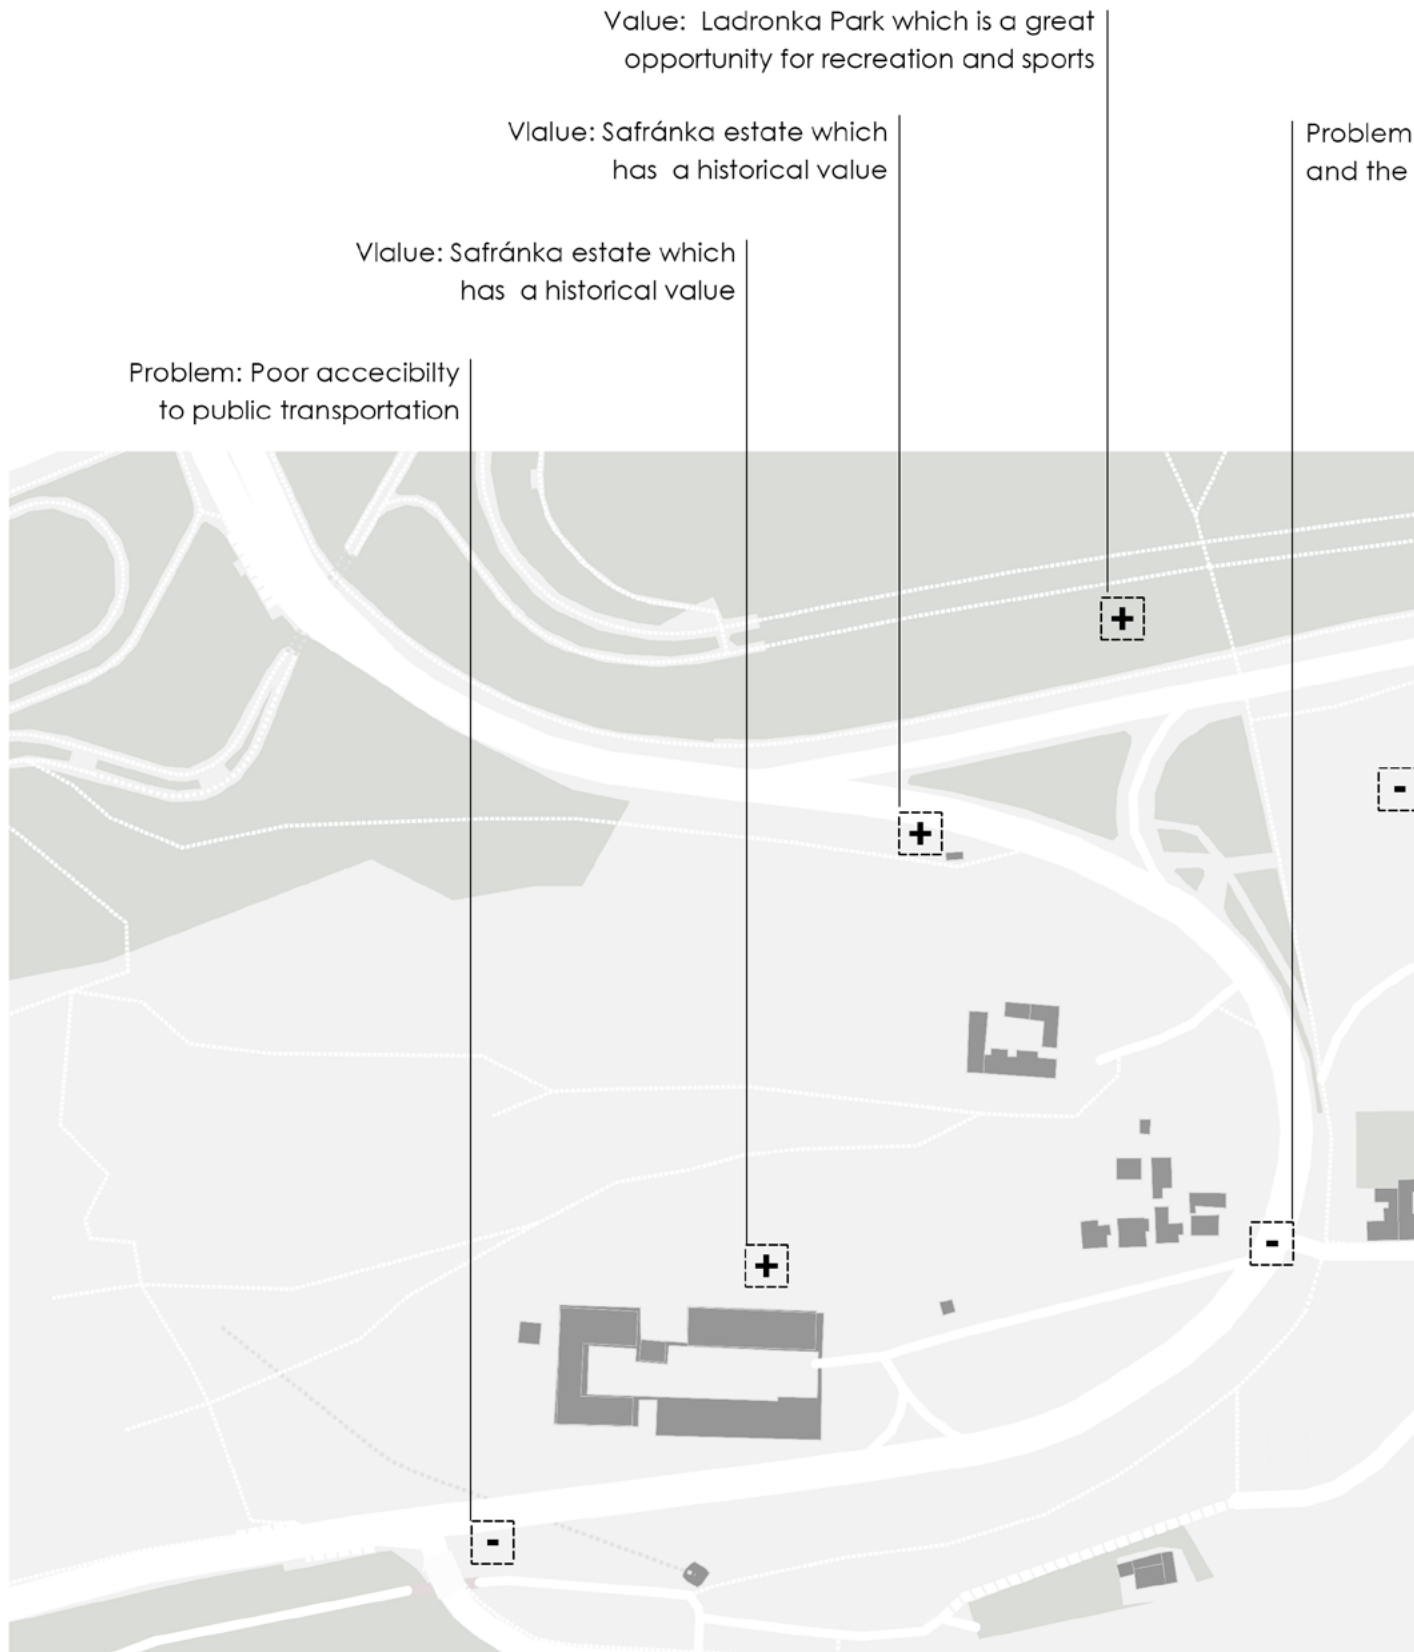 Value:  Ladronka Park which is a great
opportunity for recreation and sports
Vlalue: Safránka estate which
has  a historical value
Problem
and the
Vlalue: Safránka estate which
has  a historical value
Problem: Poor accecibilty
to public transportation
+
-
+
-
+
-